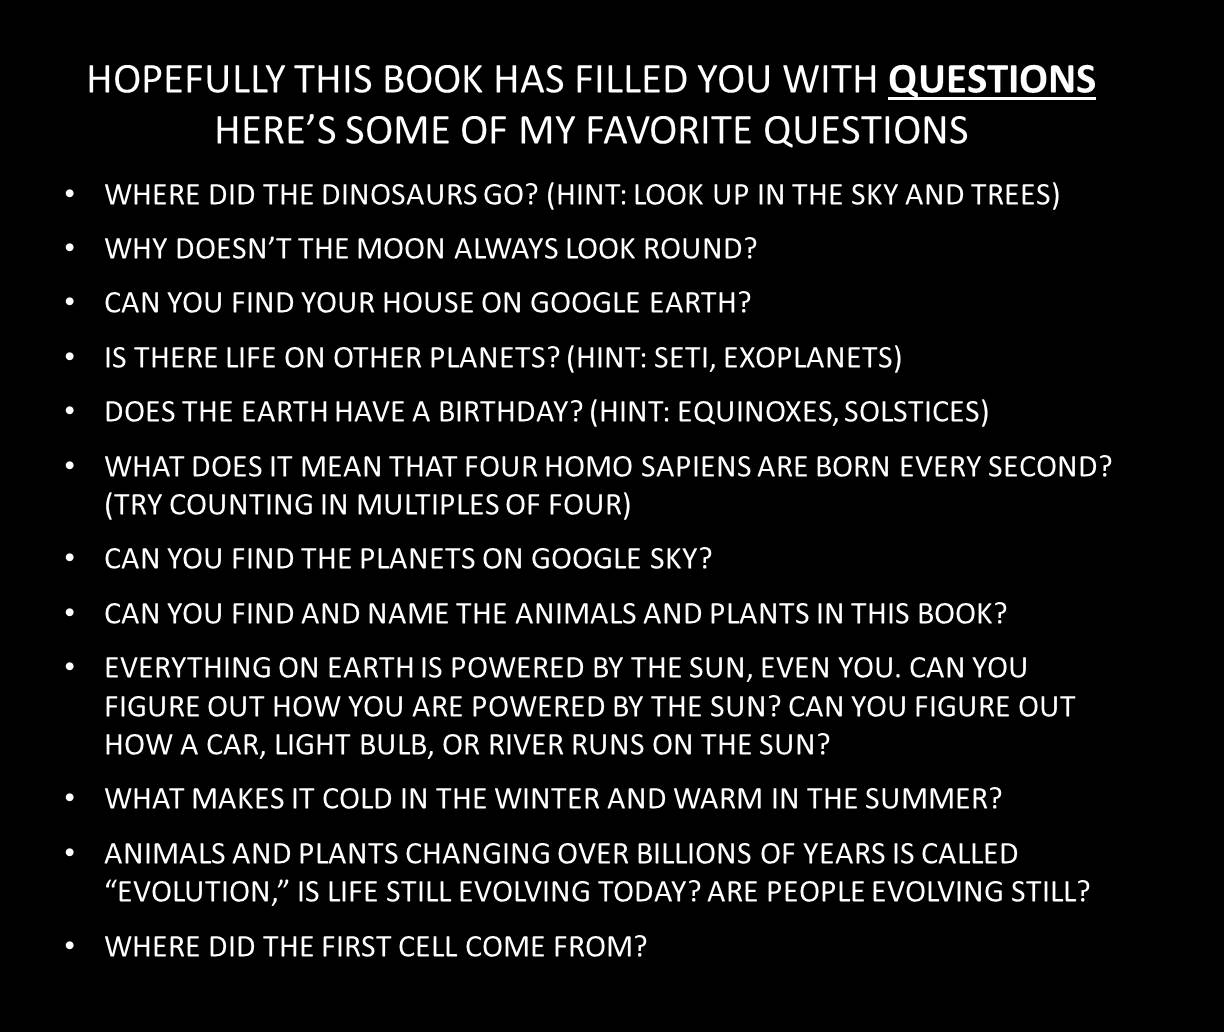 HOPEFULLY THIS BOOK HAS FILLED YOU WITH QUESTIONS
HERE’S SOME OF MY FAVORITE QUESTIONS
• WHERE DID THE DINOSAURS GO? (HINT: LOOK UP IN THE SKY AND TREES)
• WHY DOESN’T THE MOON ALWAYS LOOK ROUND?
• CAN YOU FIND YOUR HOUSE ON GOOGLE EARTH?
• IS THERE LIFE ON OTHER PLANETS? (HINT: SETI, EXOPLANETS)
• DOES THE EARTH HAVE A BIRTHDAY? (HINT: EQUINOXES, SOLSTICES)
• WHAT DOES IT MEAN THAT FOUR HOMO SAPIENS ARE BORN EVERY SECOND?
(TRY COUNTING IN MULTIPLES OF FOUR)
• CAN YOU FIND THE PLANETS ON GOOGLE SKY?
• CAN YOU FIND AND NAME THE ANIMALS AND PLANTS IN THIS BOOK?
• EVERYTHING ON EARTH IS POWERED BY THE SUN, EVEN YOU. CAN YOU
FIGURE OUT HOW YOU ARE POWERED BY THE SUN? CAN YOU FIGURE OUT
HOW A CAR, LIGHT BULB, OR RIVER RUNS ON THE SUN?
• WHAT MAKES IT COLD IN THE WINTER AND WARM IN THE SUMMER?
• ANIMALS AND PLANTS CHANGING OVER BILLIONS OF YEARS IS CALLED
“EVOLUTION,” IS LIFE STILL EVOLVING TODAY? ARE PEOPLE EVOLVING STILL?
• WHERE DID THE FIRST CELL COME FROM?